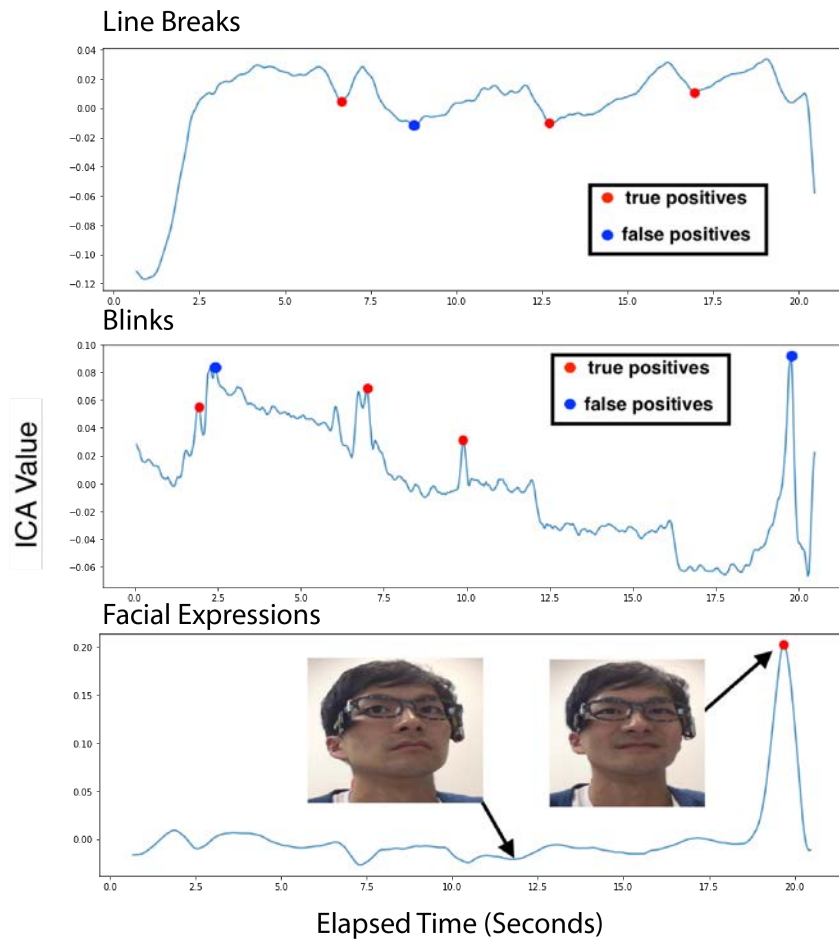 Line Breaks
0.04
0.02
0.00
−0.02
−0.04
−0.06
−0.08
−0.10
−0.12
true positives
false positives
0.0 2.5 5.0 7.5 10.0 12.5 15.0 17.5 20.0
Blinks
0.10
0.08
0.06
0.04
0.02
0.00
−0.02
−0.04
−0.06
true positives
false positives
0.0 2.5 5.0 7.5 10.0 12.5 15.0 17.5 20.0
ICA Value
Facial Expressions
0.20
0.15
0.10
0.05
0.00
0.0 2.5 5.0 7.5 10.0 12.5 15.0 17.5 20.0
Elapsed Time (Seconds)